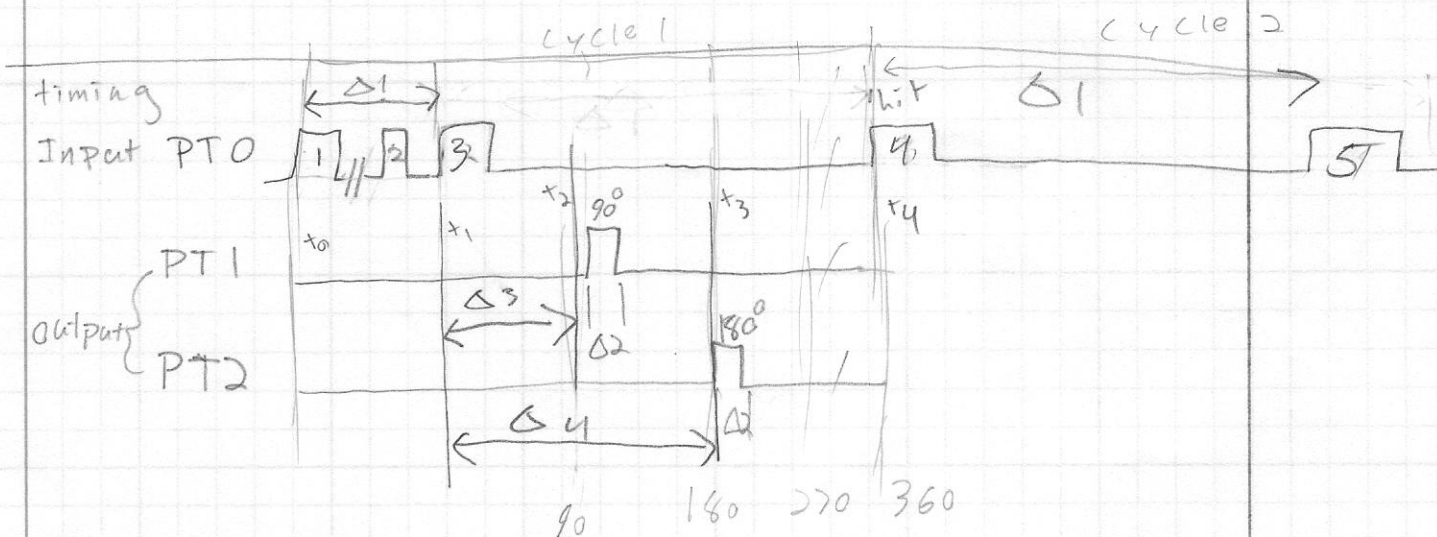 cycle 1 cycle 2
timing Δ1 hit Δ1
Input PT0 1 2 3 4 5
t0 t1 t2 90° t3 t4
PT1
Δ3
Output Δ2 180°
PT2
Δ4 Δ2
90 180 270 360